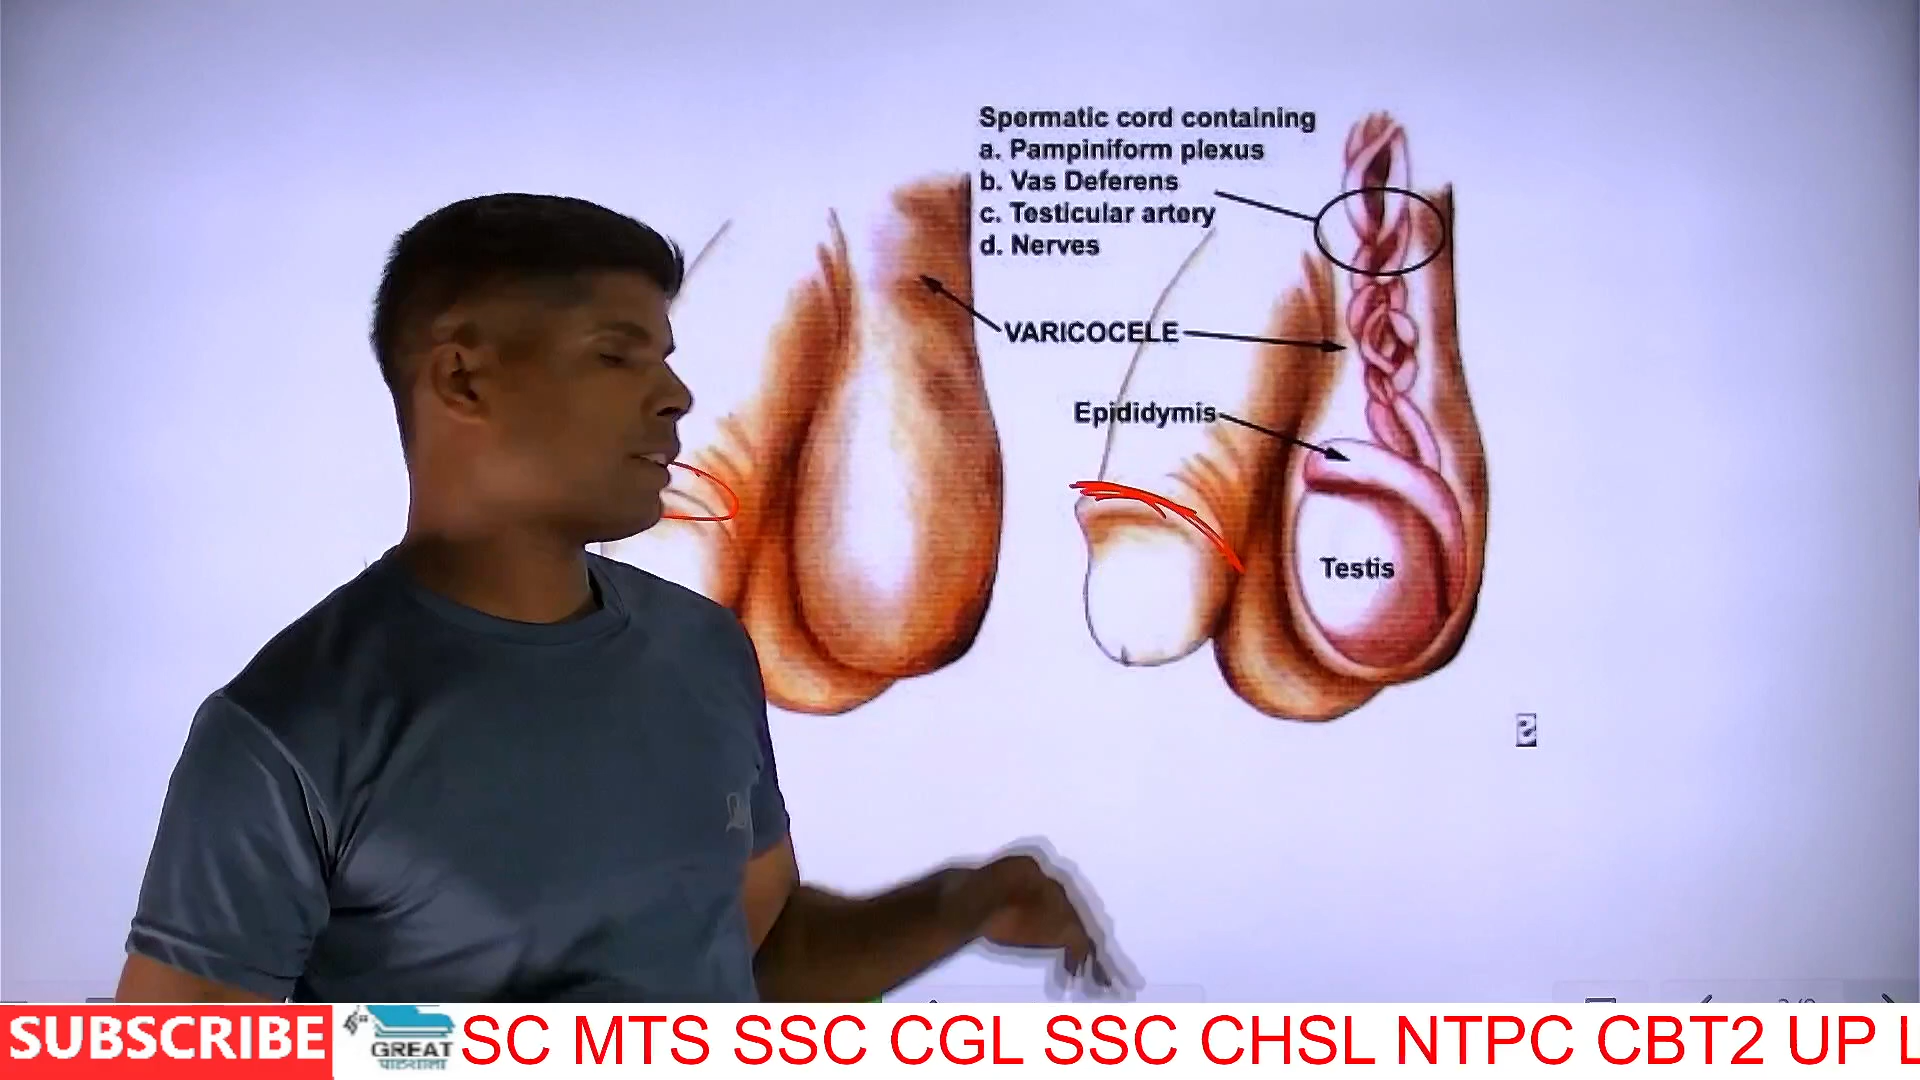 Spermatic cord containing
a. Pampiniform plexus
b. Vas Deferens
c. Testicular artery
d. Nerves
VARICOCELE
Epididymis
Testis
SUBSCRIBE
GREAT
पाठशाला
SC MTS SSC CGL SSC CHSL NTPC CBT2 UP L